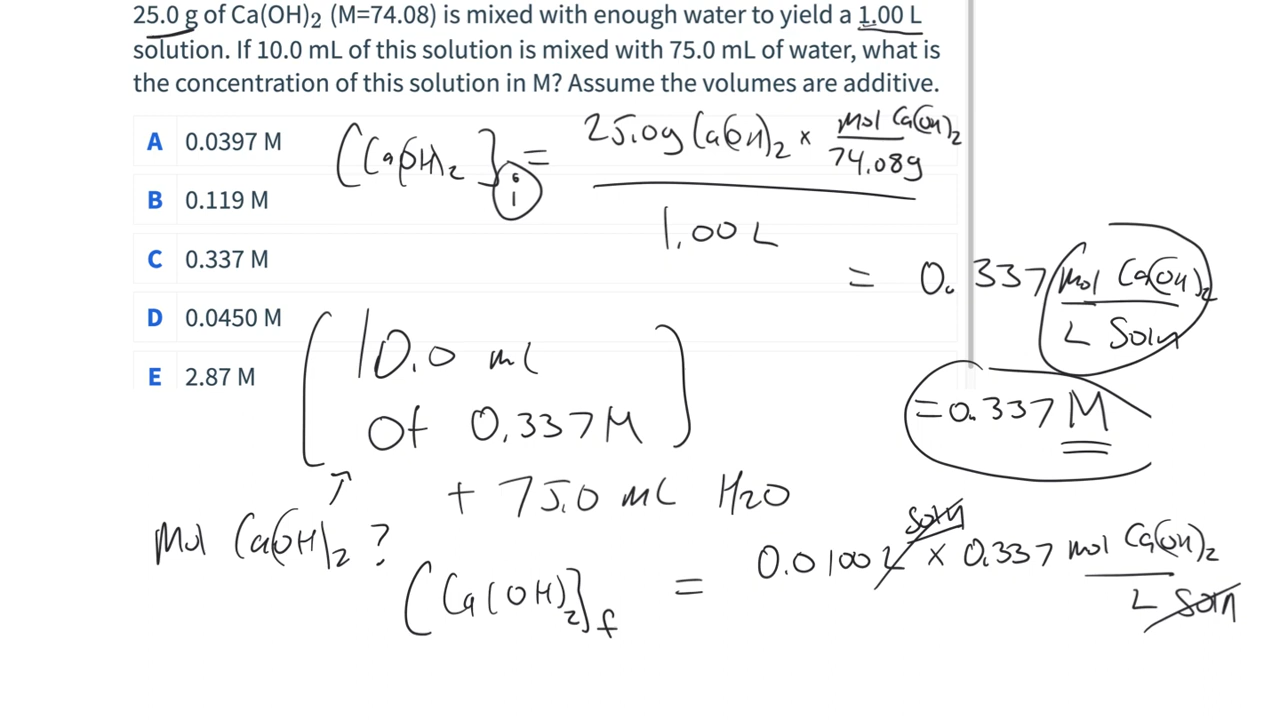 25.0 g of Ca(OH)₂ (M=74.08) is mixed with enough water to yield a 1.00 L
solution. If 10.0 mL of this solution is mixed with 75.0 mL of water, what is
the concentration of this solution in M? Assume the volumes are additive.
A 0.0397 M
B 0.119 M
C 0.337 M
D 0.0450 M
E 2.87 M
[Ca(OH)₂]i = 25.0g Ca(OH)₂ × mol Ca(OH)₂
74.08g
1.00 L
= 0.337 mol Ca(OH)₂
L Soln
= 0.337 M
10.0 mL
of 0.337 M
+ 75.0 mL H2O
Mol Ca(OH)₂ ?
[Ca(OH)₂]f = 0.0100 L soln × 0.337 mol Ca(OH)₂
L soln